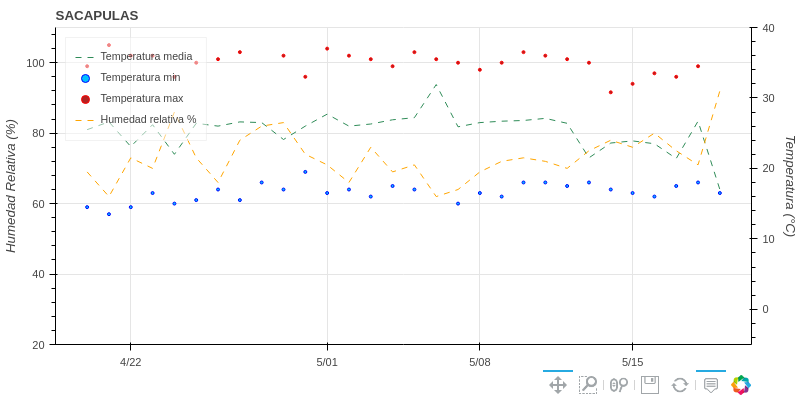 SACAPULAS
Temperatura media
Temperatura min
Temperatura max
Humedad relativa %
Humedad Relativa (%)
100
80
60
40
20
Temperatura (°C)
40
30
20
10
0
4/22
5/01
5/08
5/15